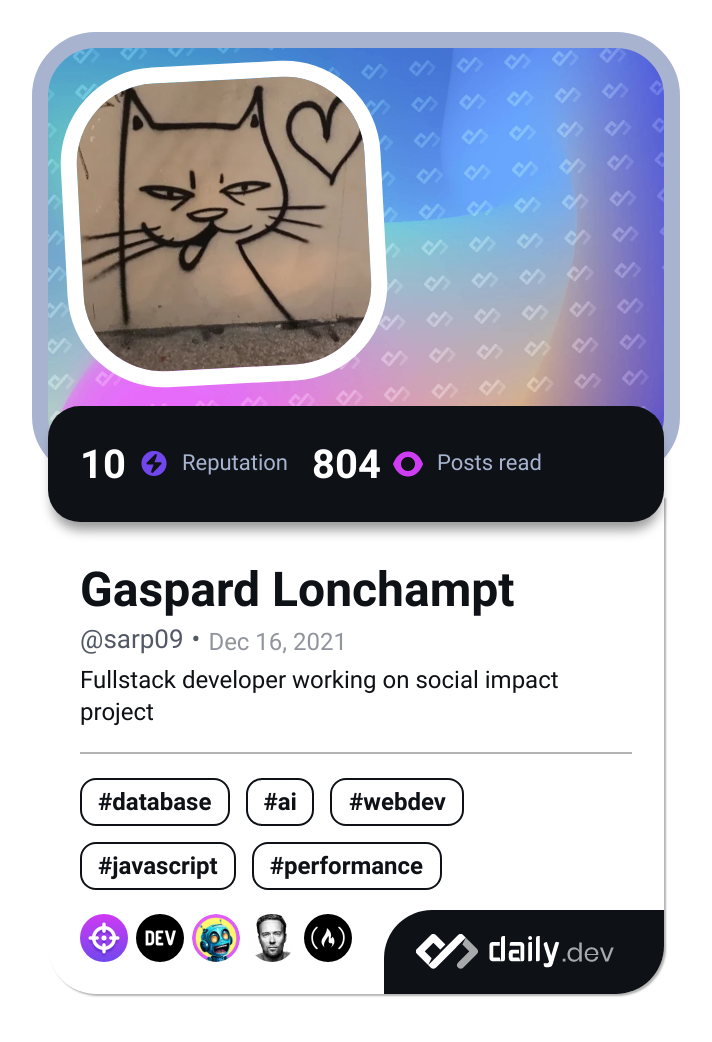 10 Reputation 804 Posts read
Gaspard Lonchampt
@sarp09 • Dec 16, 2021
Fullstack developer working on social impact
project
#database #ai #webdev
#javascript #performance
DEV
daily.dev